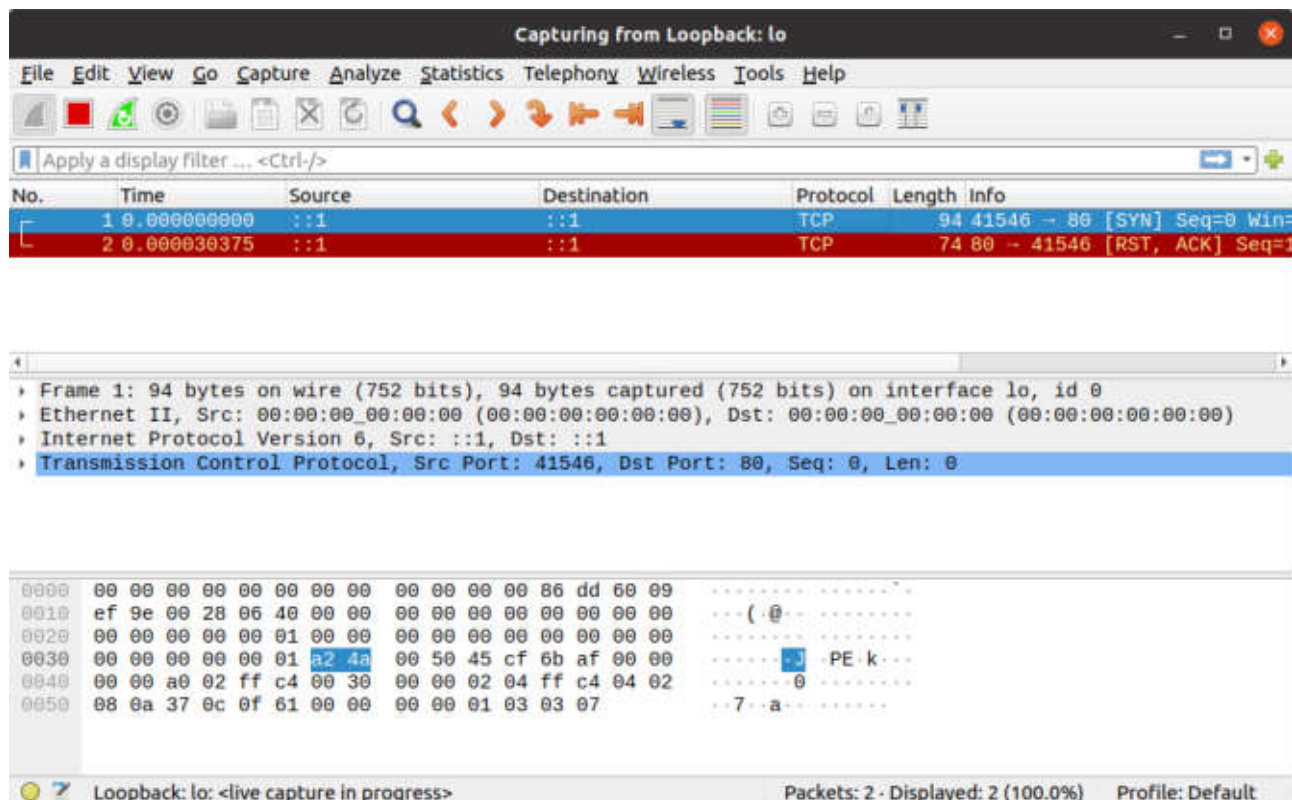 Capturing from Loopback: lo
File Edit View Go Capture Analyze Statistics Telephony Wireless Tools Help
Apply a display filter ... <Ctrl-/>
No. Time Source Destination Protocol Length Info
1 0.000000000 ::1 ::1 TCP 94 41546 → 80 [SYN] Seq=0 Win=
2 0.000030375 ::1 ::1 TCP 74 80 → 41546 [RST, ACK] Seq=1
Frame 1: 94 bytes on wire (752 bits), 94 bytes captured (752 bits) on interface lo, id 0
Ethernet II, Src: 00:00:00_00:00:00 (00:00:00:00:00:00), Dst: 00:00:00_00:00:00 (00:00:00:00:00:00)
Internet Protocol Version 6, Src: ::1, Dst: ::1
Transmission Control Protocol, Src Port: 41546, Dst Port: 80, Seq: 0, Len: 0
0000 00 00 00 00 00 00 00 00 00 00 00 00 86 dd 60 09 ········ ······`·
0010 ef 9e 00 28 06 40 00 00 00 00 00 00 00 00 00 00 ···(·@·· ········
0020 00 00 00 00 00 01 00 00 00 00 00 00 00 00 00 00 ········ ········
0030 00 00 00 00 00 01 a2 4a 00 50 45 cf 6b af 00 00 ·······J ·PE·k···
0040 00 00 a0 02 ff c4 00 30 00 00 02 04 ff c4 04 02 ·······0 ········
0050 08 0a 37 0c 0f 61 00 00 00 00 01 03 03 07 ··7··a·· ······
Loopback: lo: <live capture in progress> Packets: 2 · Displayed: 2 (100.0%) Profile: Default